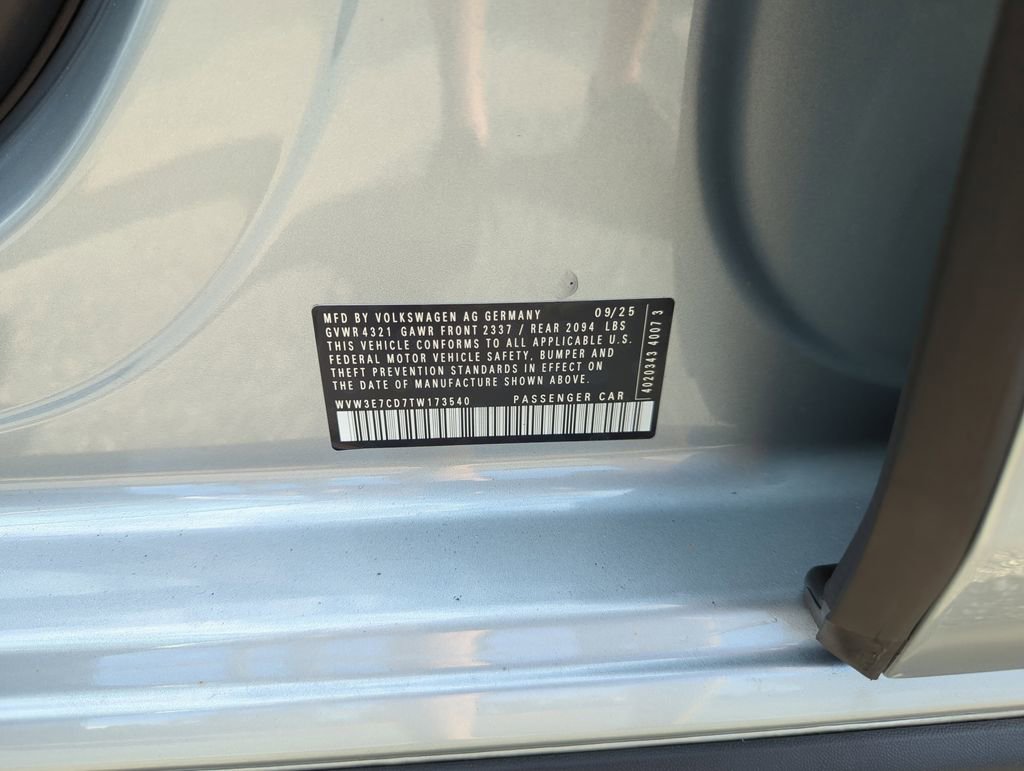 MFD BY VOLKSWAGEN AG GERMANY 09/25
GVWR 4321 GAWR FRONT 2337 / REAR 2094 LBS
THIS VEHICLE CONFORMS TO ALL APPLICABLE U.S.
FEDERAL MOTOR VEHICLE SAFETY, BUMPER AND
THEFT PREVENTION STANDARDS IN EFFECT ON
THE DATE OF MANUFACTURE SHOWN ABOVE.
WVW3E7CD7TW173540 PASSENGER CAR
4020343 4007 3